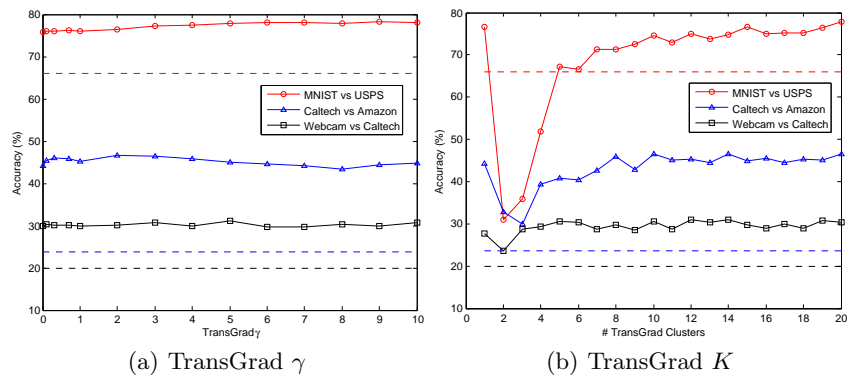 80
70
60
50
40
30
20
10
Accuracy (%)
0 1 2 3 4 5 6 7 8 9 10
TransGradγ
MNIST vs USPS
Caltech vs Amazon
Webcam vs Caltech
(a) TransGrad γ
80
70
60
50
40
30
20
10
Accuracy (%)
0 2 4 6 8 10 12 14 16 18 20
# TransGrad Clusters
MNIST vs USPS
Caltech vs Amazon
Webcam vs Caltech
(b) TransGrad K